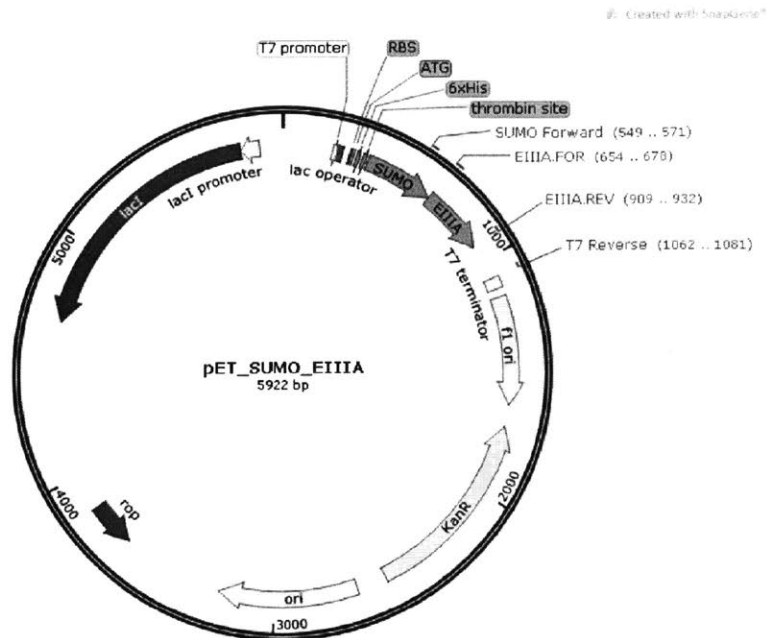 Created with SnapGene®
T7 promoter
RBS
ATG
6xHis
thrombin site
SUMO Forward (549 .. 571)
EIIIA.FOR (654 .. 678)
EIIIA.REV (909 .. 932)
T7 Reverse (1062 .. 1081)
lacI promoter
lac operator
SUMO
EIIIA
lacI
1000
5000
T7 terminator
f1 ori
pET_SUMO_EIIIA
5922 bp
KanR
2000
4000
rop
ori
3000